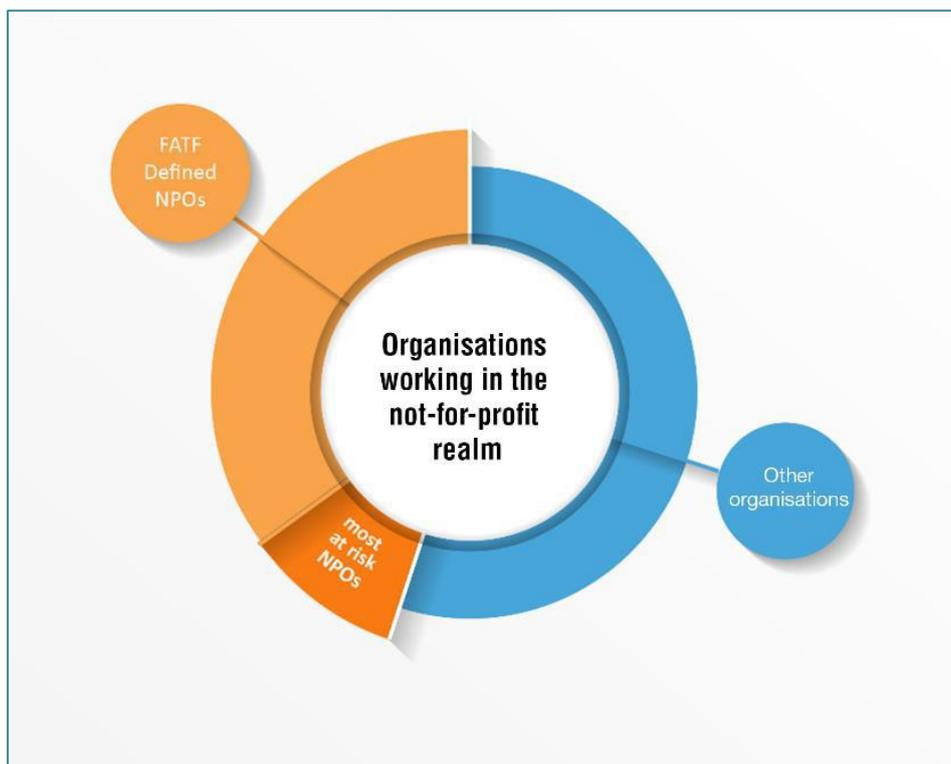 FATF
Defined
NPOs
Organisations
working in the
not-for-profit
realm
Other
organisations
most
at risk
NPOs